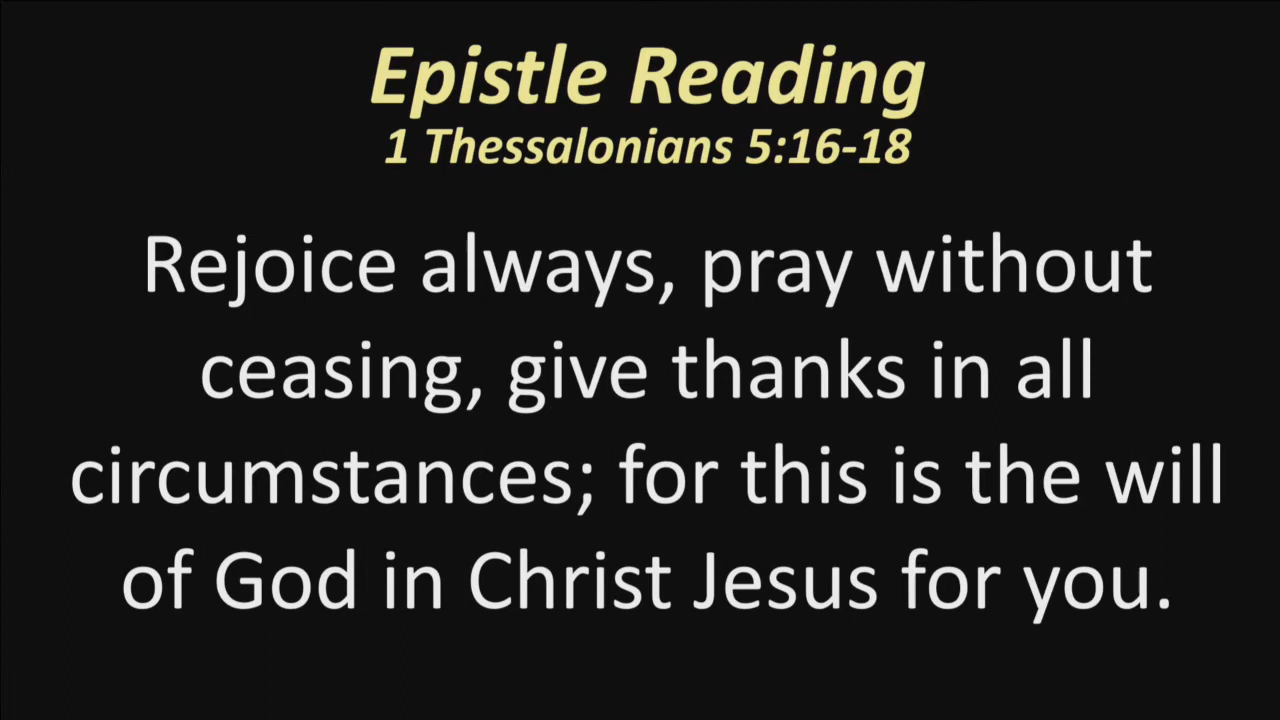 Epistle Reading
1 Thessalonians 5:16-18
Rejoice always, pray without
ceasing, give thanks in all
circumstances; for this is the will
of God in Christ Jesus for you.